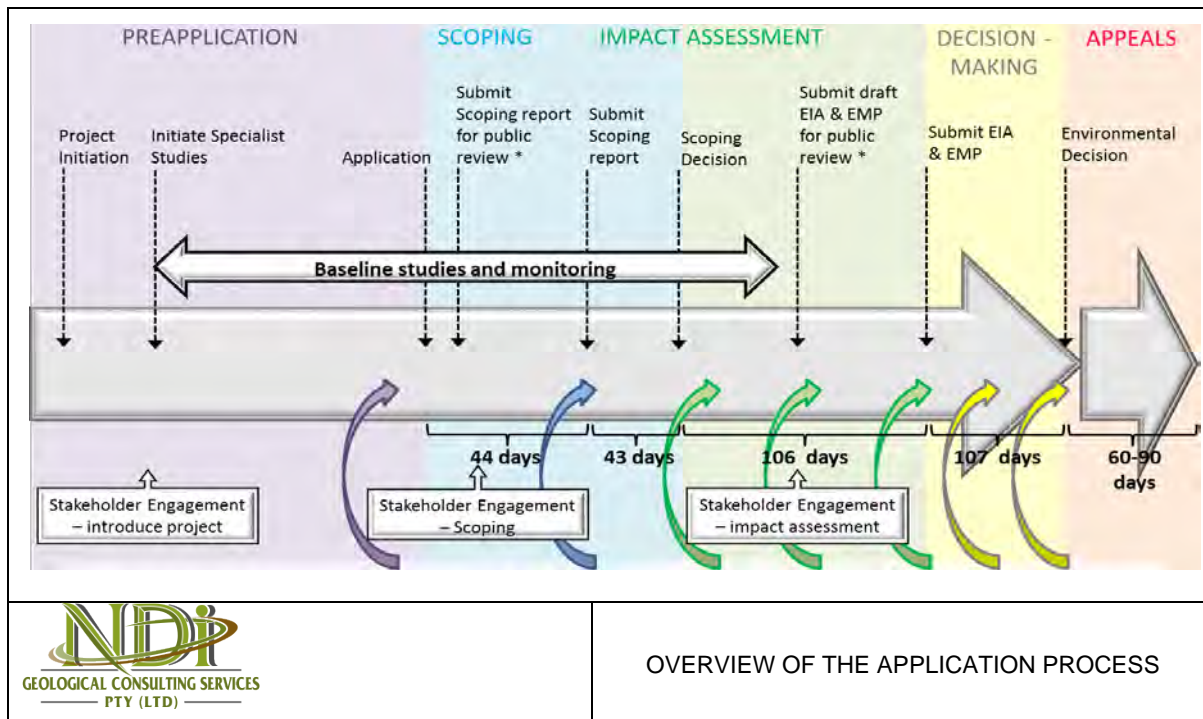 PREAPPLICATION
SCOPING
IMPACT ASSESSMENT
DECISION -
MAKING
APPEALS
Project
Initiation
Initiate Specialist
Studies
Application
Submit
Scoping report
for public
review *
Submit
Scoping
report
Scoping
Decision
Submit draft
EIA & EMP
for public
review *
Submit EIA
& EMP
Environmental
Decision
Baseline studies and monitoring
44 days
43 days
106 days
107 days
60-90
days
Stakeholder Engagement
– introduce project
Stakeholder Engagement
– Scoping
Stakeholder Engagement
– impact assessment
NDi
GEOLOGICAL CONSULTING SERVICES
PTY (LTD)
OVERVIEW OF THE APPLICATION PROCESS